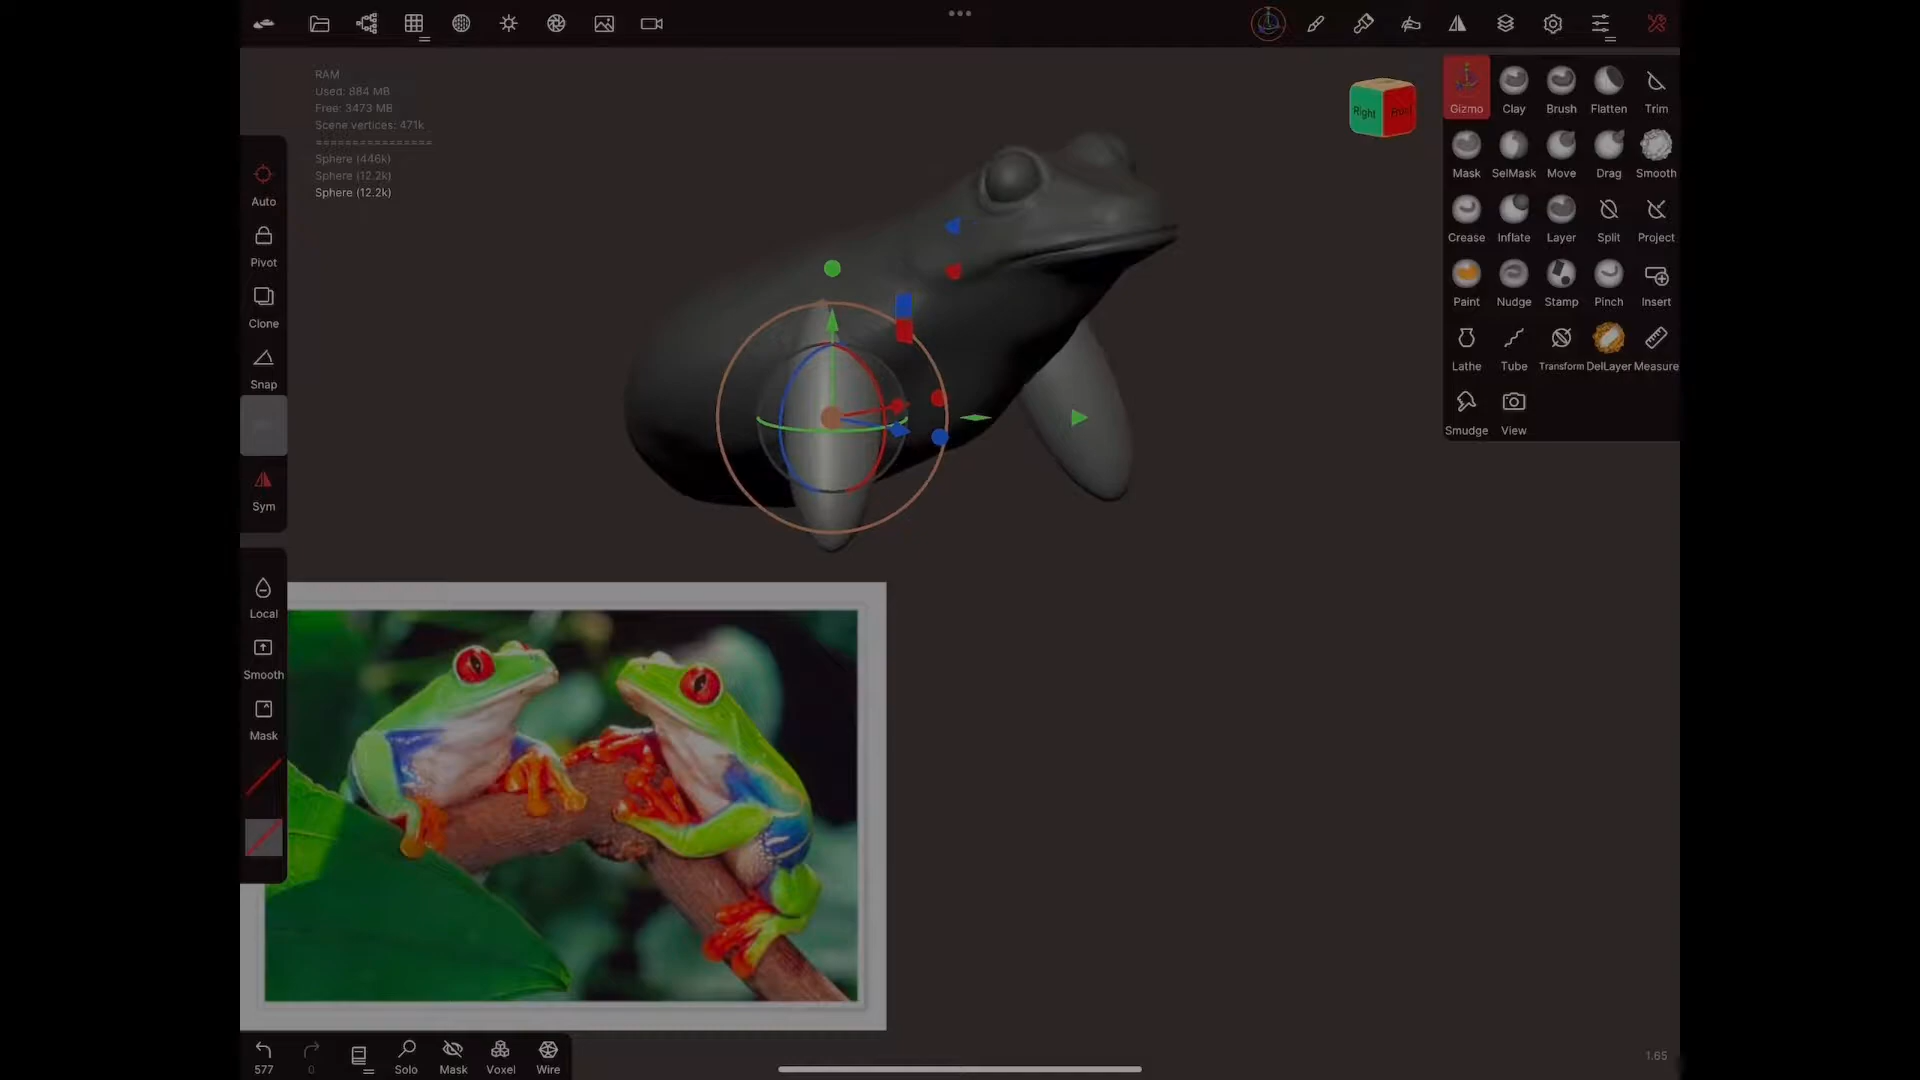 RAM
Used: 884 MB
Free: 3473 MB
Scene vertices: 471k
================
Sphere (446k)
Sphere (12.2k)
Sphere (12.2k)
Auto
Pivot
Clone
Snap
Sym
Local
Smooth
Mask
Right
Gizmo Clay Brush Flatten Trim
Mask SelMask Move Drag Smooth
Crease Inflate Layer Split Project
Paint Nudge Stamp Pinch Insert
Lathe Tube Transform DelLayer Measure
Smudge View
577 0 Solo Mask Voxel Wire
1.65